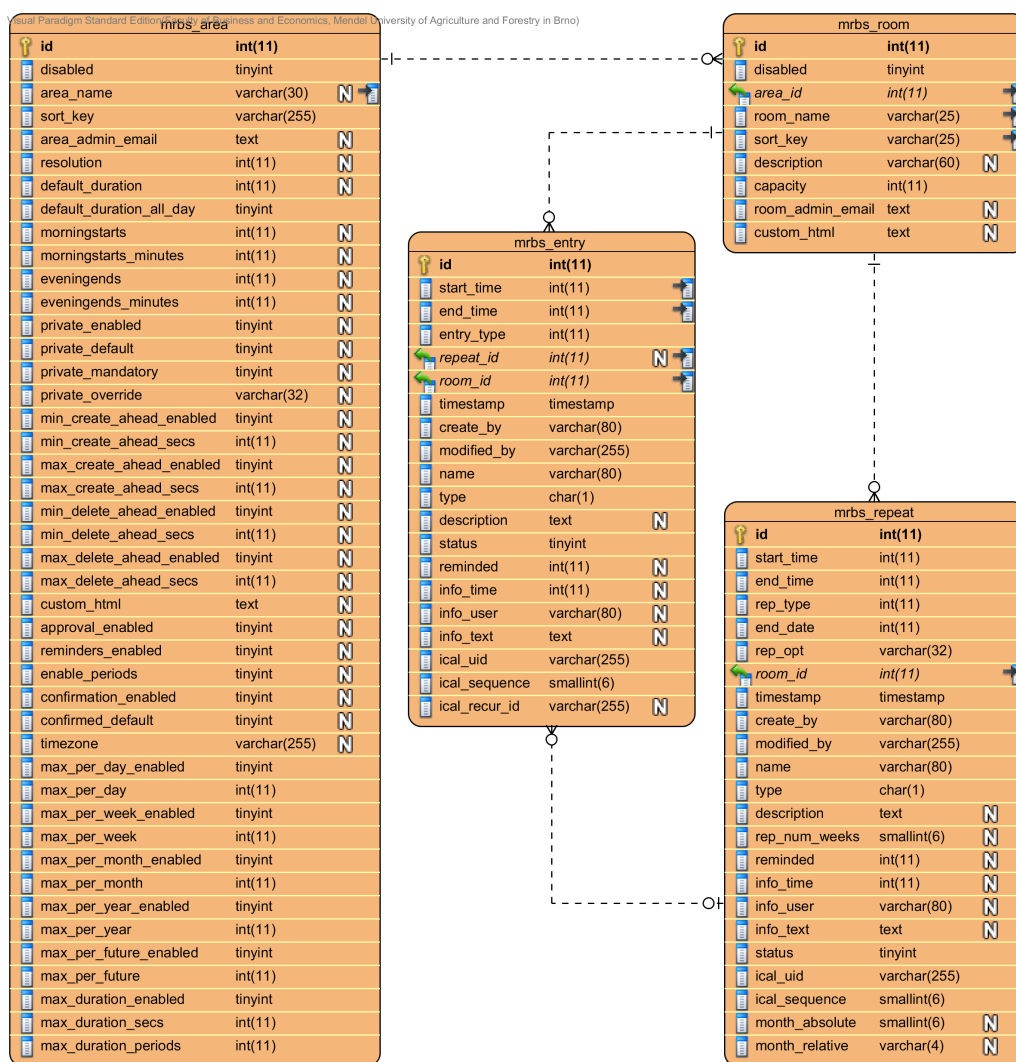 Visual Paradigm Standard Edition(Faculty of Business and Economics, Mendel University of Agriculture and Forestry in Brno)
mrbs_area
id int(11)
disabled tinyint
area_name varchar(30) N
sort_key varchar(255)
area_admin_email text N
resolution int(11) N
default_duration int(11) N
default_duration_all_day tinyint
morningstarts int(11) N
morningstarts_minutes int(11) N
eveningends int(11) N
eveningends_minutes int(11) N
private_enabled tinyint N
private_default tinyint N
private_mandatory tinyint N
private_override varchar(32) N
min_create_ahead_enabled tinyint N
min_create_ahead_secs int(11) N
max_create_ahead_enabled tinyint N
max_create_ahead_secs int(11) N
min_delete_ahead_enabled tinyint N
min_delete_ahead_secs int(11) N
max_delete_ahead_enabled tinyint N
max_delete_ahead_secs int(11) N
custom_html text N
approval_enabled tinyint N
reminders_enabled tinyint N
enable_periods tinyint N
confirmation_enabled tinyint N
confirmed_default tinyint N
timezone varchar(255) N
max_per_day_enabled tinyint
max_per_day int(11)
max_per_week_enabled tinyint
max_per_week int(11)
max_per_month_enabled tinyint
max_per_month int(11)
max_per_year_enabled tinyint
max_per_year int(11)
max_per_future_enabled tinyint
max_per_future int(11)
max_duration_enabled tinyint
max_duration_secs int(11)
max_duration_periods int(11)
mrbs_entry
id int(11)
start_time int(11)
end_time int(11)
entry_type int(11)
repeat_id int(11) N
room_id int(11)
timestamp timestamp
create_by varchar(80)
modified_by varchar(255)
name varchar(80)
type char(1)
description text N
status tinyint
reminded int(11) N
info_time int(11) N
info_user varchar(80) N
info_text text N
ical_uid varchar(255)
ical_sequence smallint(6)
ical_recur_id varchar(255) N
mrbs_room
id int(11)
disabled tinyint
area_id int(11)
room_name varchar(25)
sort_key varchar(25)
description varchar(60) N
capacity int(11)
room_admin_email text N
custom_html text N
mrbs_repeat
id int(11)
start_time int(11)
end_time int(11)
rep_type int(11)
end_date int(11)
rep_opt varchar(32)
room_id int(11)
timestamp timestamp
create_by varchar(80)
modified_by varchar(255)
name varchar(80)
type char(1)
description text N
rep_num_weeks smallint(6) N
reminded int(11) N
info_time int(11) N
info_user varchar(80) N
info_text text N
status tinyint
ical_uid varchar(255)
ical_sequence smallint(6)
month_absolute smallint(6) N
month_relative varchar(4) N